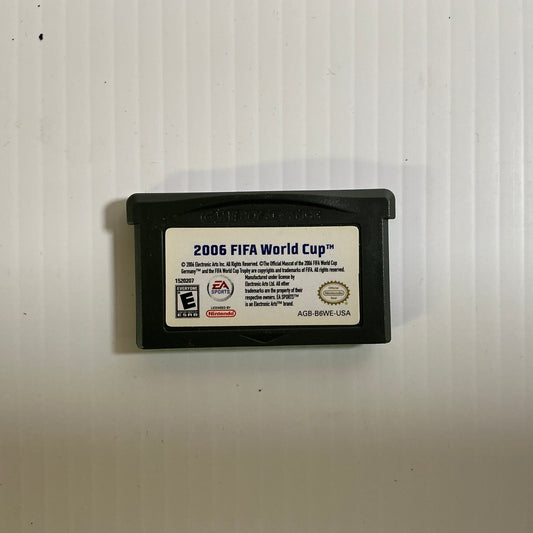 GAME BOY ADVANCE
2006 FIFA World Cup™
© 2006 Electronic Arts Inc. All Rights Reserved. ©The Official Mascot of the 2006 FIFA World Cup
Germany™ and the FIFA World Cup Trophy are copyrights and trademarks of FIFA. All rights reserved.
1520207
Manufactured under license by
Electronic Arts Ltd. All other
trademarks are the property of their
respective owners. EA SPORTS™
is an Electronic Arts™ brand.
EVERYONE
E
ESRB
EA
SPORTS
LICENSED BY
Nintendo
AGB-B6WE-USA